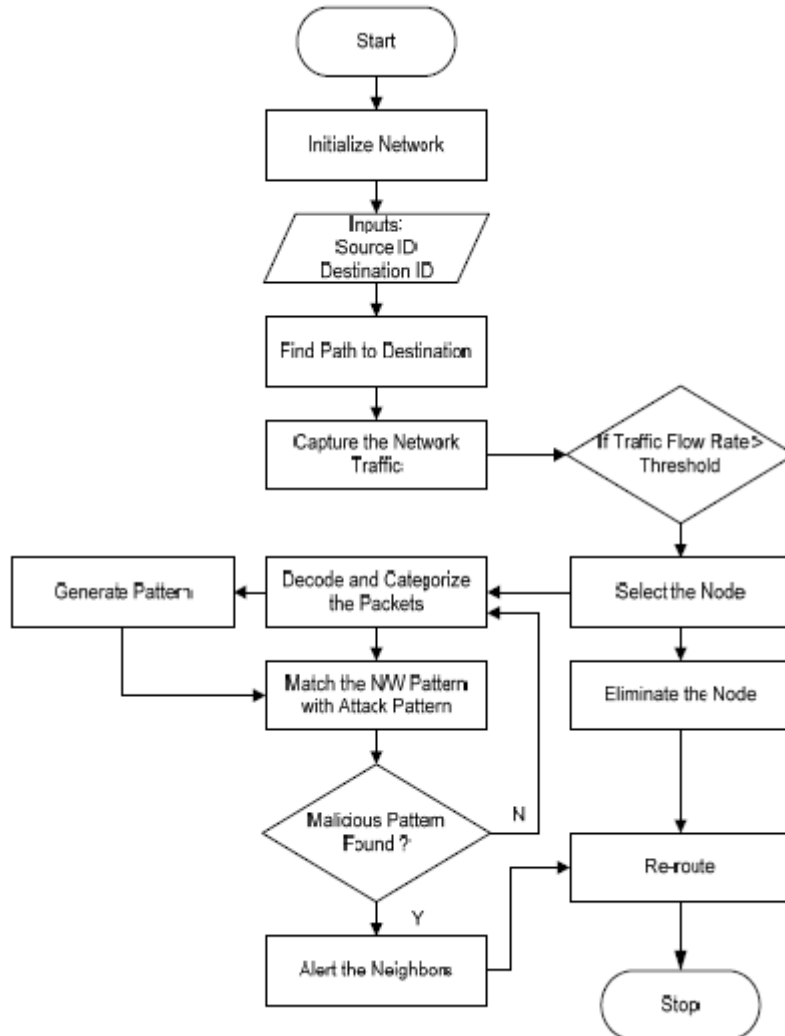 Start
Initialize Network
Inputs:
Source ID
Destination ID
Find Path to Destination
Capture the Network
Traffic
If Traffic Flow Rate>
Threshold
Generate Pattern
Decode and Categorize
the Packets
Select the Node
Match the N/W Pattern
with Attack Pattern
Eliminate the Node
Malicious Pattern
Found ?
N
Re-route
Y
Alert the Neighbors
Stop